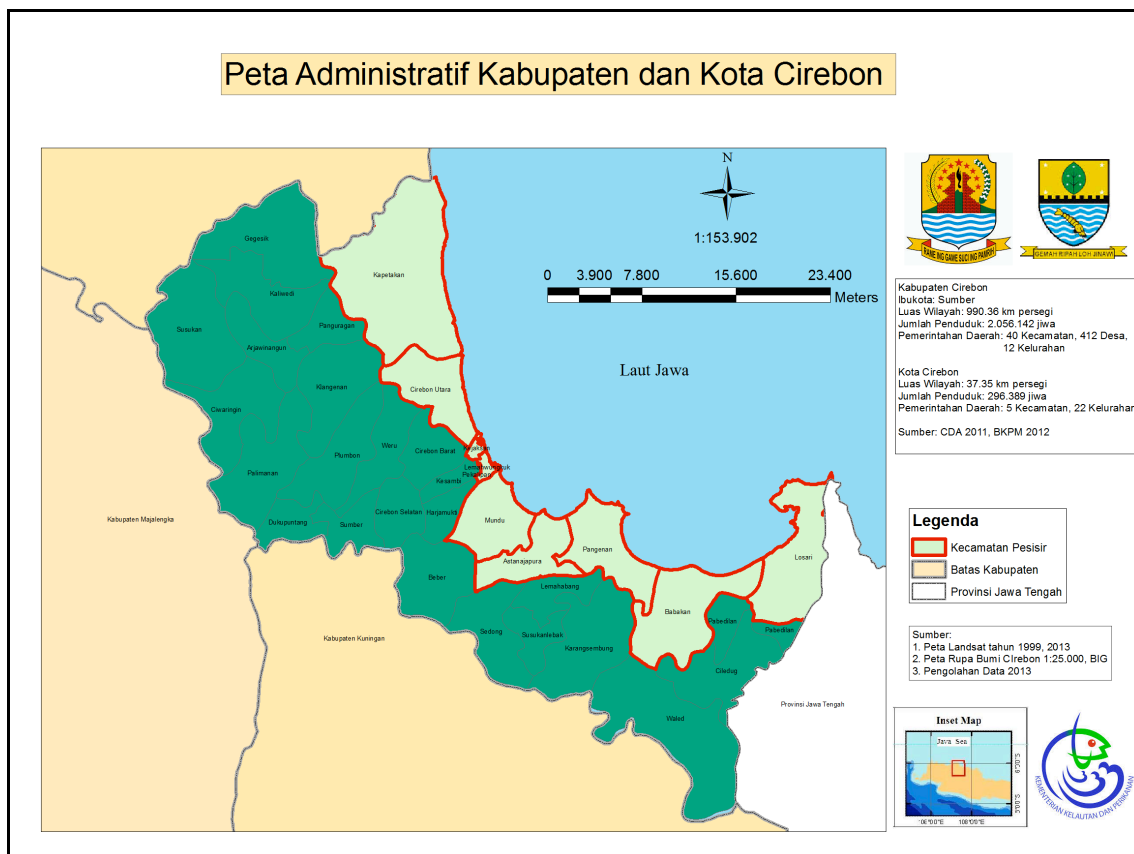 Peta Administratif Kabupaten dan Kota Cirebon
N
1:153.902
0 3.900 7.800 15.600 23.400
Meters
Laut Jawa
Gegesik
Kapetakan
Kaliwedi
Susukan
Panguragan
Arjawinangun
Klangenan
Cirebon Utara
Ciwaringin
Weru
Cirebon Barat
Plumbon
Palimanan
Kesambi
Cirebon Selatan
Harjamukti
Mundu
Dukupuntang
Sumber
Kabupaten Majalengka
Pangenan
Astanajapura
Losari
Beber
Lemahabang
Babakan
Pabedilan
Pabedilan
Sedong
Susukanlebak
Karangsembung
Kabupaten Kuningan
Ciledug
Waled
Provinsi Jawa Tengah
RAME ING GAWE SUCI ING PAMRIH
GEMAH RIPAH LOH JINAWI
Kabupaten Cirebon
Ibukota: Sumber
Luas Wilayah: 990.36 km persegi
Jumlah Penduduk: 2.056.142 jiwa
Pemerintahan Daerah: 40 Kecamatan, 412 Desa,
12 Kelurahan
Kota Cirebon
Luas Wilayah: 37.35 km persegi
Jumlah Penduduk: 296.389 jiwa
Pemerintahan Daerah: 5 Kecamatan, 22 Kelurahan
Sumber: CDA 2011, BKPM 2012
Legenda
Kecamatan Pesisir
Batas Kabupaten
Provinsi Jawa Tengah
Sumber:
1. Peta Landsat tahun 1999, 2013
2. Peta Rupa Bumi CIrebon 1:25.000, BIG
3. Pengolahan Data 2013
Inset Map
Java Sea
KEMENTERIAN KELAUTAN DAN PERIKANAN